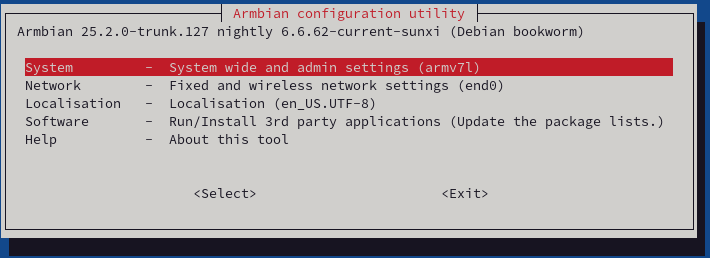 Armbian configuration utility
Armbian 25.2.0-trunk.127 nightly 6.6.62-current-sunxi (Debian bookworm)
System - System wide and admin settings (armv7l)
Network - Fixed and wireless network settings (end0)
Localisation - Localisation (en_US.UTF-8)
Software - Run/Install 3rd party applications (Update the package lists.)
Help - About this tool
<Select> <Exit>